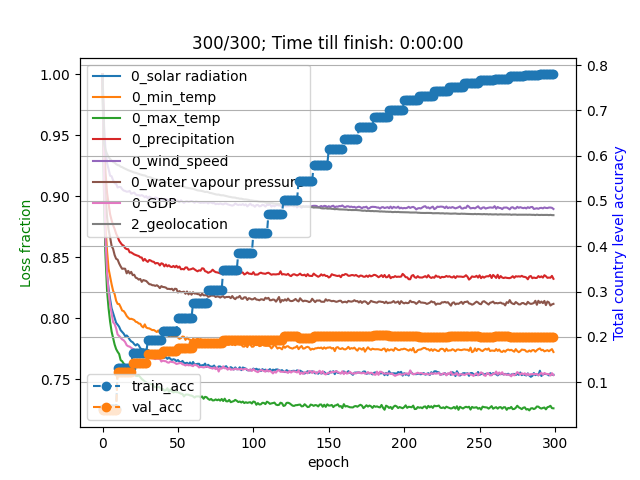 300/300; Time till finish: 0:00:00
1.00
0.95
0.90
0.85
0.80
0.75
Loss fraction
0_solar radiation
0_min_temp
0_max_temp
0_precipitation
0_wind_speed
0_water vapour pressure
0_GDP
2_geolocation
train_acc
val_acc
0.8
0.7
0.6
0.5
0.4
0.3
0.2
0.1
Total country level accuracy
0 50 100 150 200 250 300
epoch